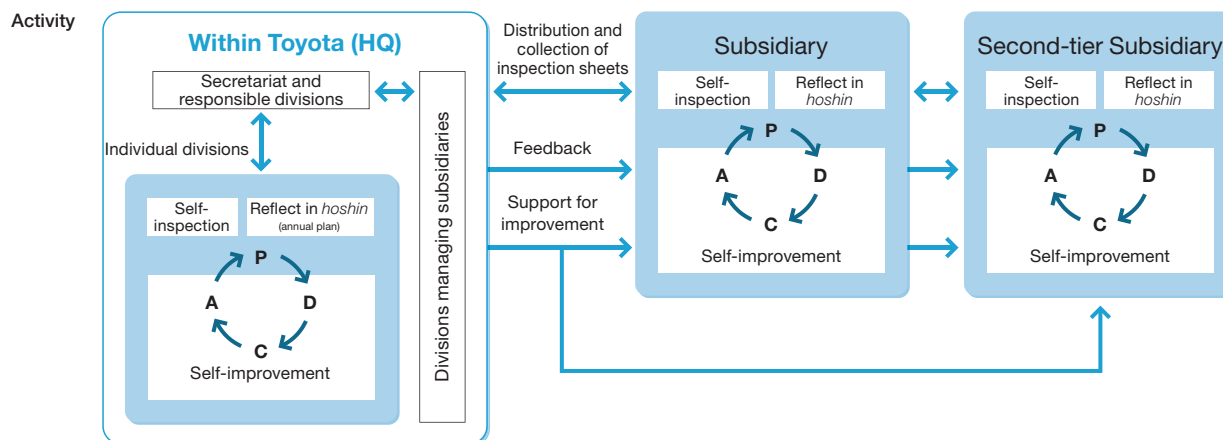 Activity
Within Toyota (HQ)
Secretariat and
responsible divisions
Individual divisions
Self-
inspection
Reflect in hoshin
(annual plan)
P
A
D
C
Self-improvement
Divisions managing subsidiaries
Distribution and
collection of
inspection sheets
Feedback
Support for
improvement
Subsidiary
Self-
inspection
Reflect in
hoshin
P
A
D
C
Self-improvement
Second-tier Subsidiary
Self-
inspection
Reflect in
hoshin
P
A
D
C
Self-improvement